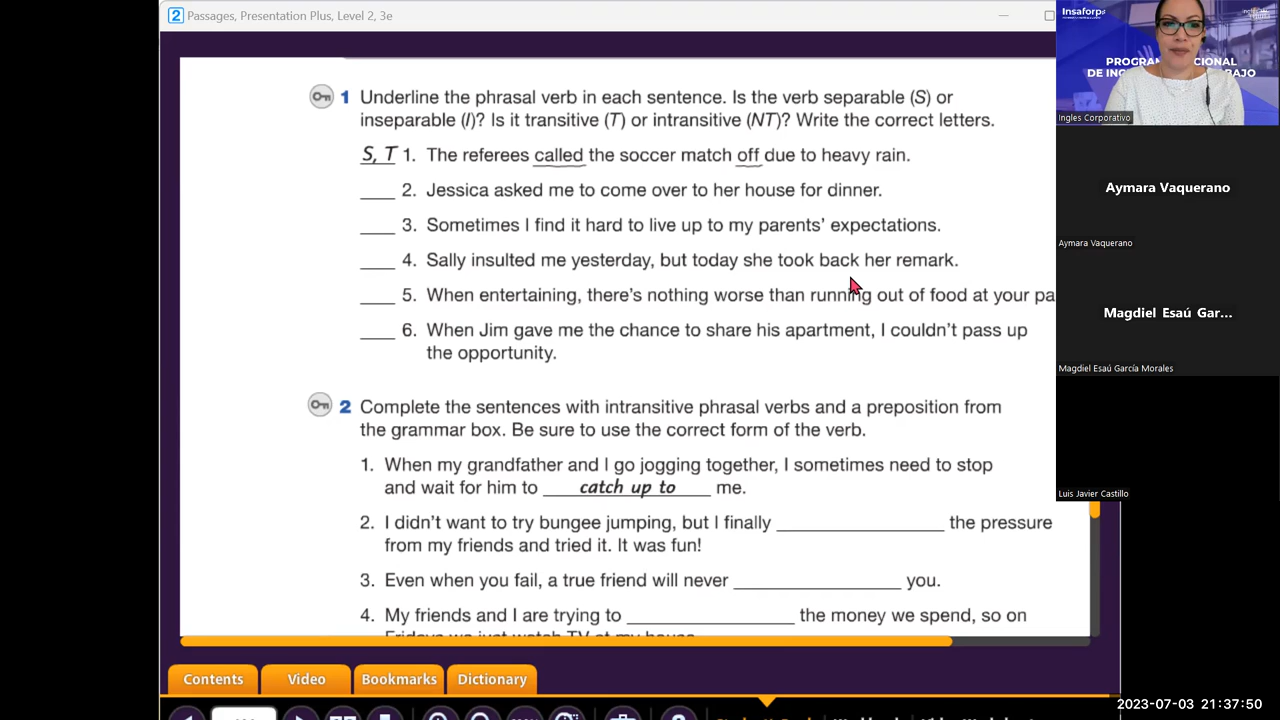 2 Passages, Presentation Plus, Level 2, 3e
1 Underline the phrasal verb in each sentence. Is the verb separable (S) or
inseparable (I)? Is it transitive (T) or intransitive (NT)? Write the correct letters.
S, T 1. The referees called the soccer match off due to heavy rain.
____ 2. Jessica asked me to come over to her house for dinner.
____ 3. Sometimes I find it hard to live up to my parents' expectations.
____ 4. Sally insulted me yesterday, but today she took back her remark.
____ 5. When entertaining, there's nothing worse than running out of food at your pa
____ 6. When Jim gave me the chance to share his apartment, I couldn't pass up
the opportunity.
2 Complete the sentences with intransitive phrasal verbs and a preposition from
the grammar box. Be sure to use the correct form of the verb.
1. When my grandfather and I go jogging together, I sometimes need to stop
and wait for him to catch up to me.
2. I didn't want to try bungee jumping, but I finally ________ the pressure
from my friends and tried it. It was fun!
3. Even when you fail, a true friend will never ________ you.
4. My friends and I are trying to ________ the money we spend, so on
Fridays we just watch TV at my house.
Contents Video Bookmarks Dictionary
Insaforp
Ingles Corporativo
Aymara Vaquerano
Aymara Vaquerano
Magdiel Esaú Gar...
Magdiel Esaú García Morales
Luis Javier Castillo
2023-07-03 21:37:50